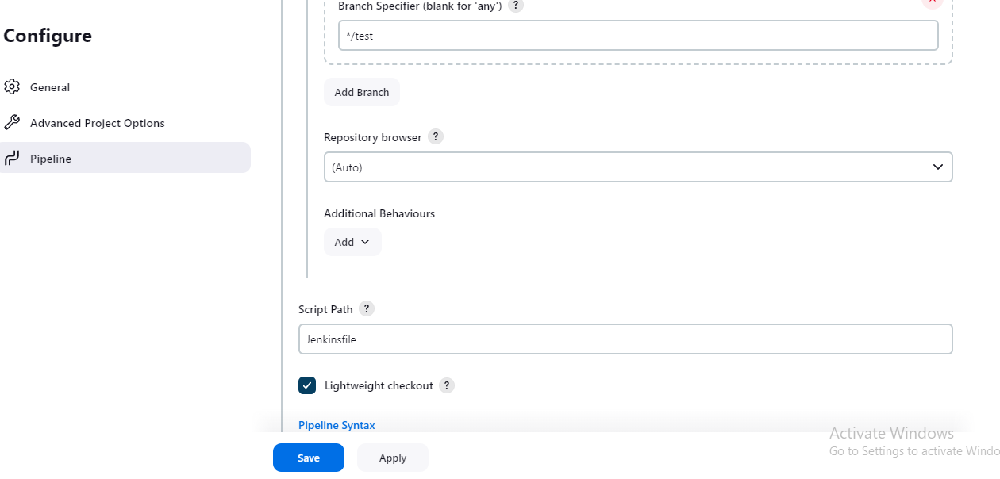 Branch Specifier (blank for 'any') ?
Configure
*/test
General
Add Branch
Advanced Project Options
Repository browser ?
Pipeline
(Auto)
Additional Behaviours
Add
Script Path ?
Jenkinsfile
Lightweight checkout ?
Pipeline Syntax
Activate Windows
Go to Settings to activate Windo
Save
Apply